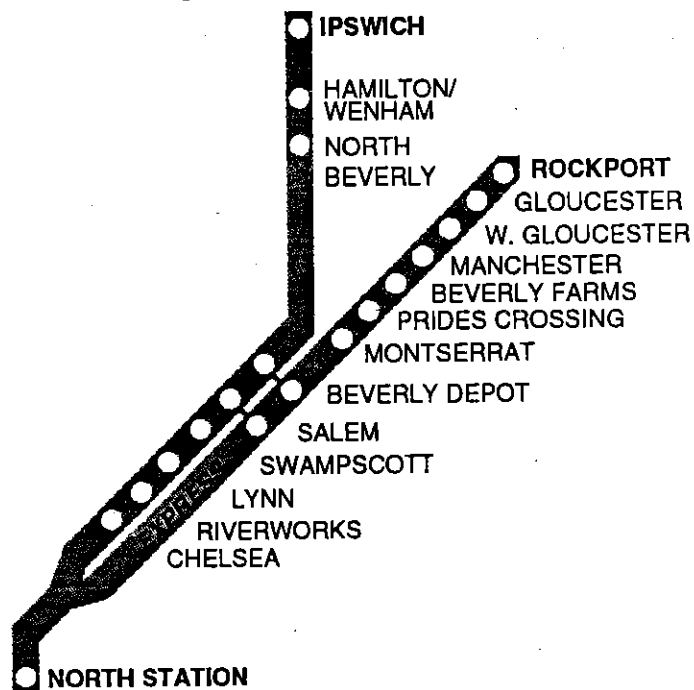 IPSWICH
HAMILTON/
WENHAM
NORTH
BEVERLY
ROCKPORT
GLOUCESTER
W. GLOUCESTER
MANCHESTER
BEVERLY FARMS
PRIDES CROSSING
MONTSERRAT
BEVERLY DEPOT
SALEM
SWAMPSCOTT
LYNN
RIVERWORKS
CHELSEA
EXPRESS
NORTH STATION